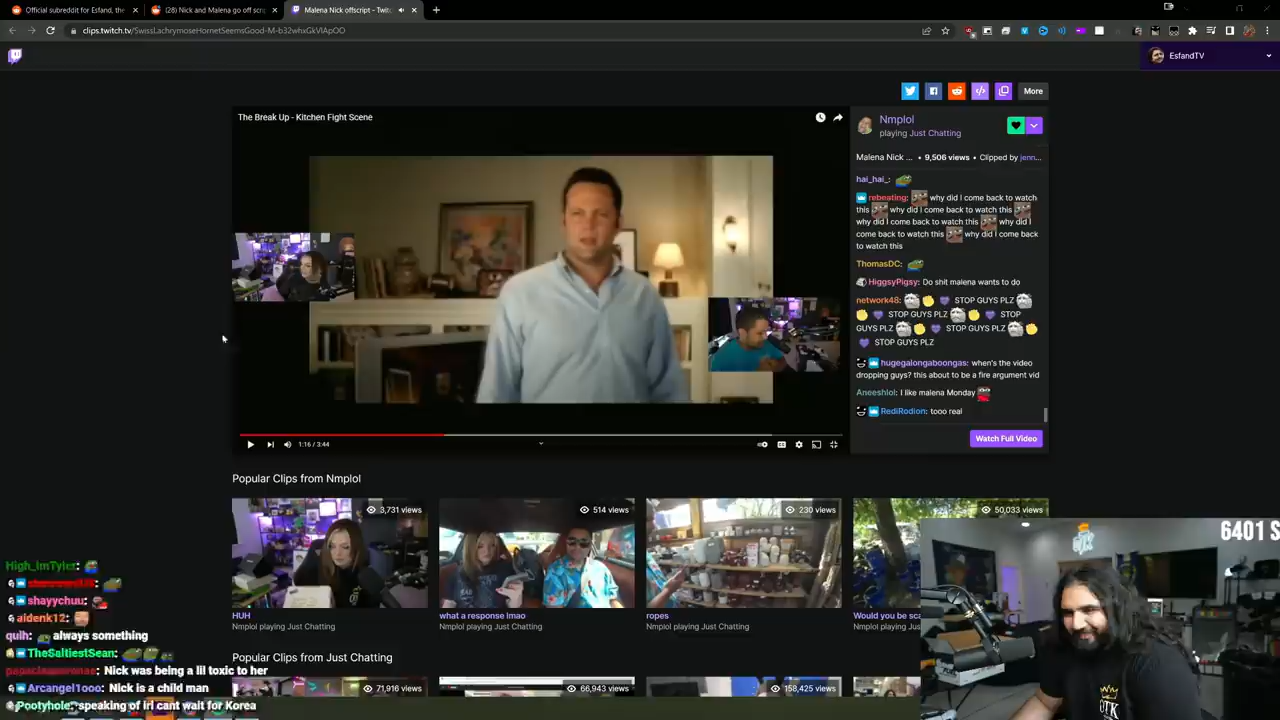 Official subreddit for Esfand, the
(28) Nick and Malena go off scri
Malena Nick offscript - Twitc
clips.twitch.tv/SwissLachrymoseHornetSeemsGood-M-b32whxGkVIApOO
EsfandTV
More
The Break Up - Kitchen Fight Scene
Nmplol
playing Just Chatting
Malena Nick ... • 9,506 views • Clipped by jenn...
hai_hai_:
rebeating: why did I come back to watch
this why did I come back to watch this
why did I come back to watch this why did I
come back to watch this why did I come back
to watch this
ThomasDC:
HiggsyPigsy: Do shit malena wants to do
network48: STOP GUYS PLZ
STOP GUYS PLZ STOP
GUYS PLZ STOP GUYS PLZ
STOP GUYS PLZ
hugegalongaboongas: when's the video
dropping guys? this about to be a fire argument vid
Aneeshlol: I like malena Monday
RediRodion: tooo real
1:16 / 3:44
Watch Full Video
Popular Clips from Nmplol
3,731 views
514 views
230 views
50,033 views
HUH
Nmplol playing Just Chatting
what a response lmao
Nmplol playing Just Chatting
ropes
Nmplol playing Just Chatting
Would you be sca
Nmplol playing Just Chatting
Popular Clips from Just Chatting
71,916 views
66,943 views
158,425 views
6401 S
High_imTyler:
shayychuu:
aidenk12:
quih: always something
TheSaltiestSean:
Nick was being a lil toxic to her
Arcangel1ooo: Nick is a child man
Pootyhole: speaking of iri cant wait for Korea
OTK